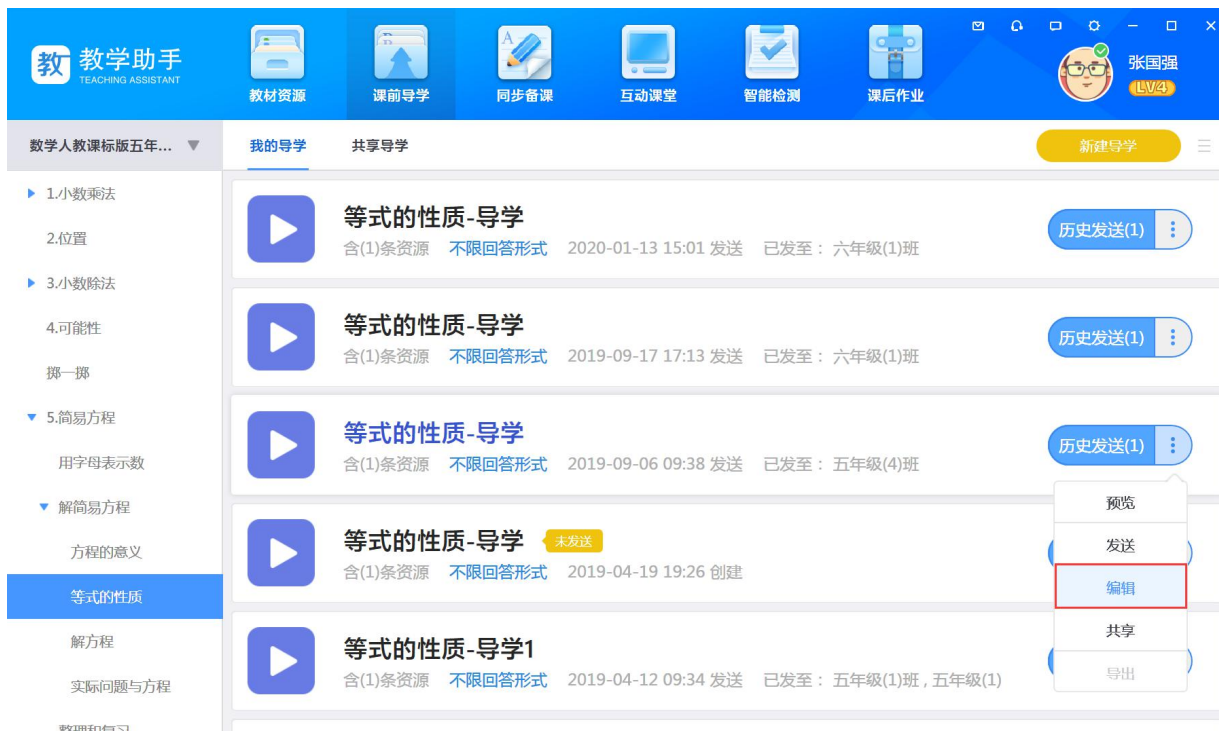 教 教学助手
TEACHING ASSISTANT
教材资源
课前导学
同步备课
互动课堂
智能检测
课后作业
张国强
LV4
数学人教课标版五年...
我的导学
共享导学
新建导学
1.小数乘法
2.位置
3.小数除法
4.可能性
掷一掷
5.简易方程
用字母表示数
解简易方程
方程的意义
等式的性质
解方程
实际问题与方程
整理和复习
等式的性质-导学
含(1)条资源 不限回答形式 2020-01-13 15:01 发送 已发至： 六年级(1)班
历史发送(1)
等式的性质-导学
含(1)条资源 不限回答形式 2019-09-17 17:13 发送 已发至： 六年级(1)班
历史发送(1)
等式的性质-导学
含(1)条资源 不限回答形式 2019-09-06 09:38 发送 已发至： 五年级(4)班
历史发送(1)
等式的性质-导学 未发送
含(1)条资源 不限回答形式 2019-04-19 19:26 创建
等式的性质-导学1
含(1)条资源 不限回答形式 2019-04-12 09:34 发送 已发至： 五年级(1)班 , 五年级(1)
预览
发送
编辑
共享
导出